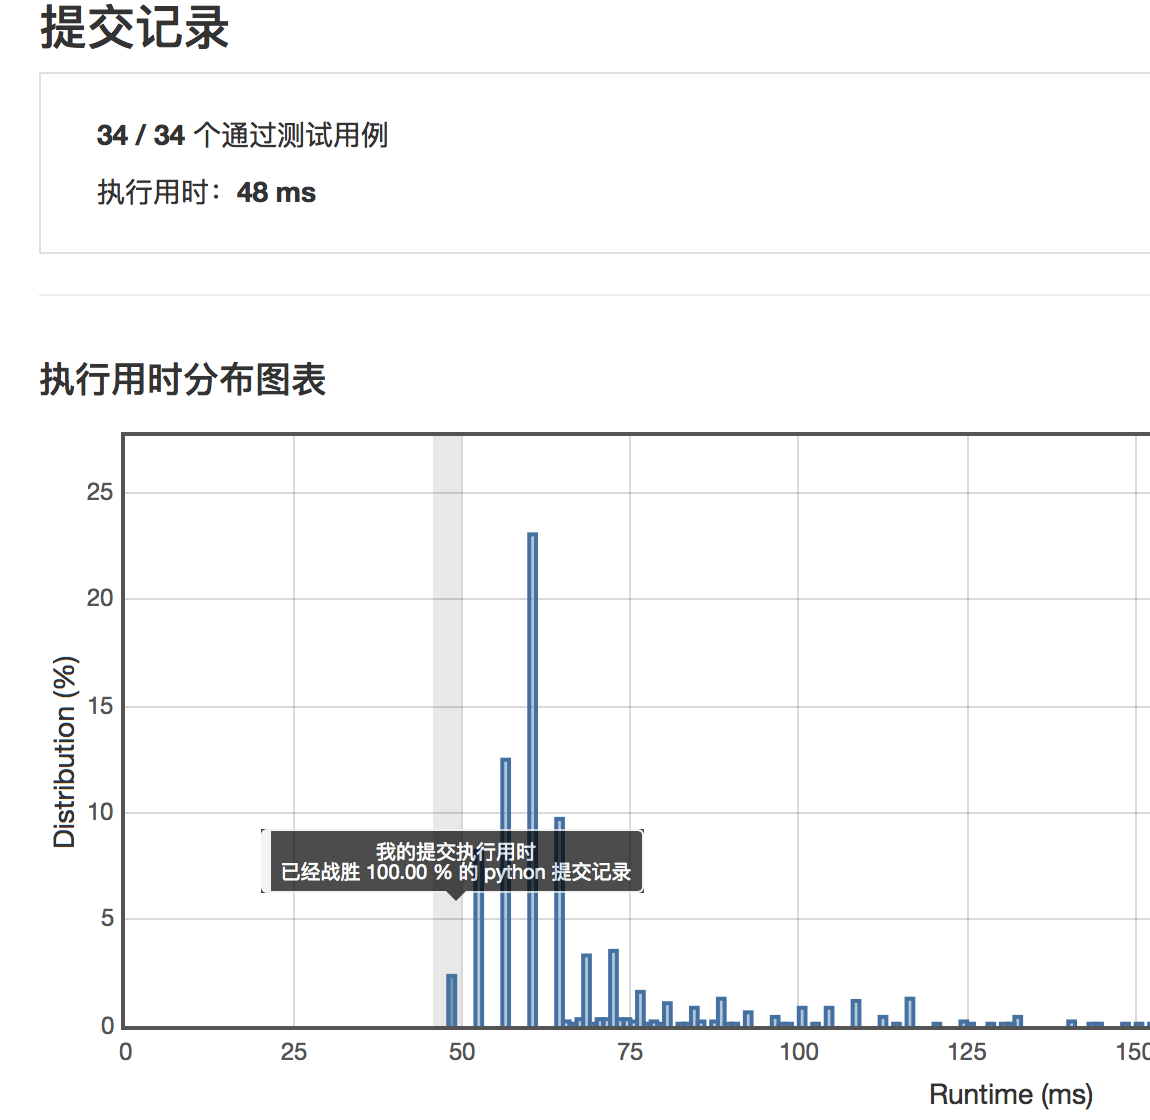 提交记录
34 / 34 个通过测试用例
执行用时：48 ms
执行用时分布图表
25
20
15
10
5
0
Distribution (%)
我的提交执行用时
已经战胜 100.00 % 的 python 提交记录
0 25 50 75 100 125 150
Runtime (ms)